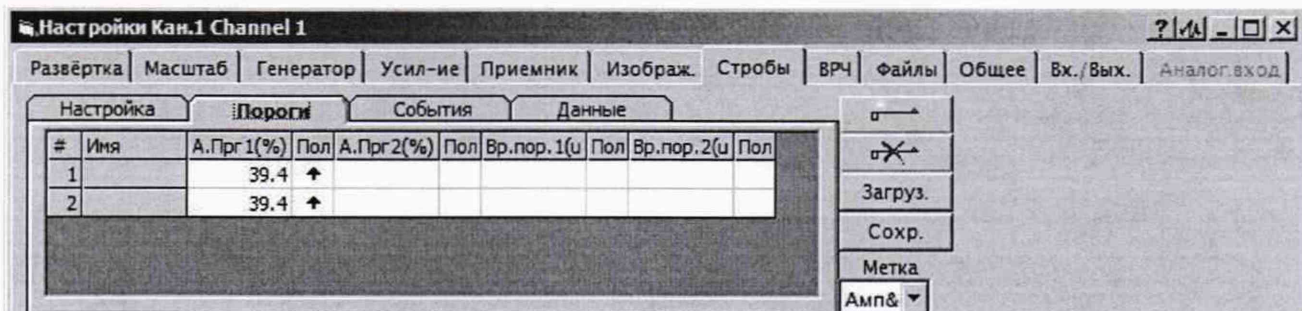 Настройки Кан.1 Channel 1
Развёртка Масштаб Генератор Усил-ие Приемник Изображ. Стробы ВРЧ Файлы Общее Вх./Вых. Аналог.вход
Настройка Пороги События Данные
# Имя А.Прг1(%) Пол А.Прг2(%) Пол Вр.пор.1(u Пол Вр.пор.2(u Пол
1 39.4
2 39.4
Загруз.
Сохр.
Метка
Амп&